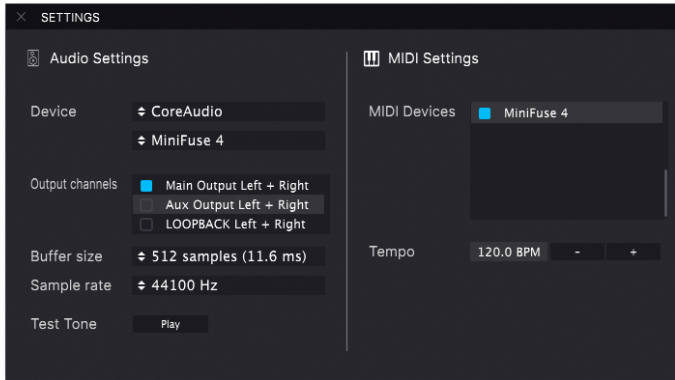 SETTINGS
Audio Settings
Device
CoreAudio
MiniFuse 4
Output channels
Main Output Left + Right
Aux Output Left + Right
LOOPBACK Left + Right
Buffer size
512 samples (11.6 ms)
Sample rate
44100 Hz
Test Tone
Play
MIDI Settings
MIDI Devices
MiniFuse 4
Tempo
120.0 BPM
-
+